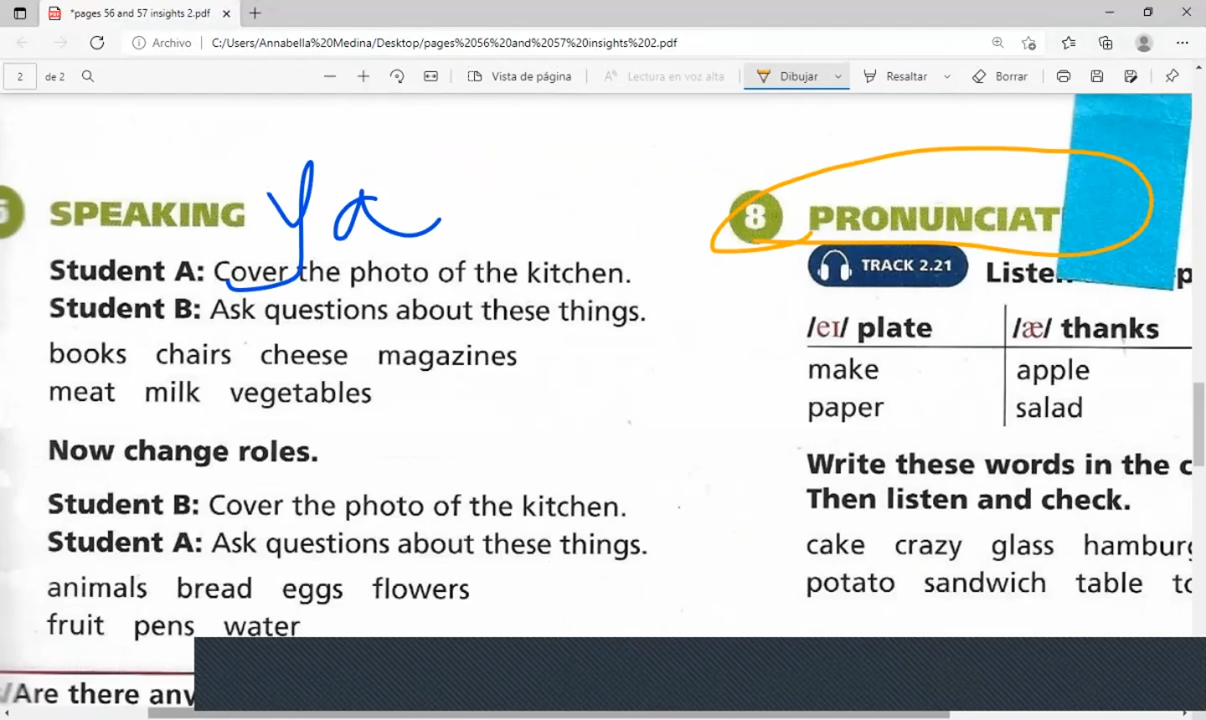 *pages 56 and 57 insights 2.pdf
Archivo C:/Users/Annabella%20Medina/Desktop/pages%2056%20and%2057%20insights%202.pdf
2 de 2 Vista de página Lectura en voz alta Dibujar Resaltar Borrar
SPEAKING Ya
Student A: Cover the photo of the kitchen.
Student B: Ask questions about these things.
books chairs cheese magazines
meat milk vegetables
Now change roles.
Student B: Cover the photo of the kitchen.
Student A: Ask questions about these things.
animals bread eggs flowers
fruit pens water
/Are there
8 PRONUNCIAT
TRACK 2.21
/eɪ/ plate /æ/ thanks
make apple
paper salad
Write these words in the
Then listen and check.
cake crazy glass
potato sandwich table